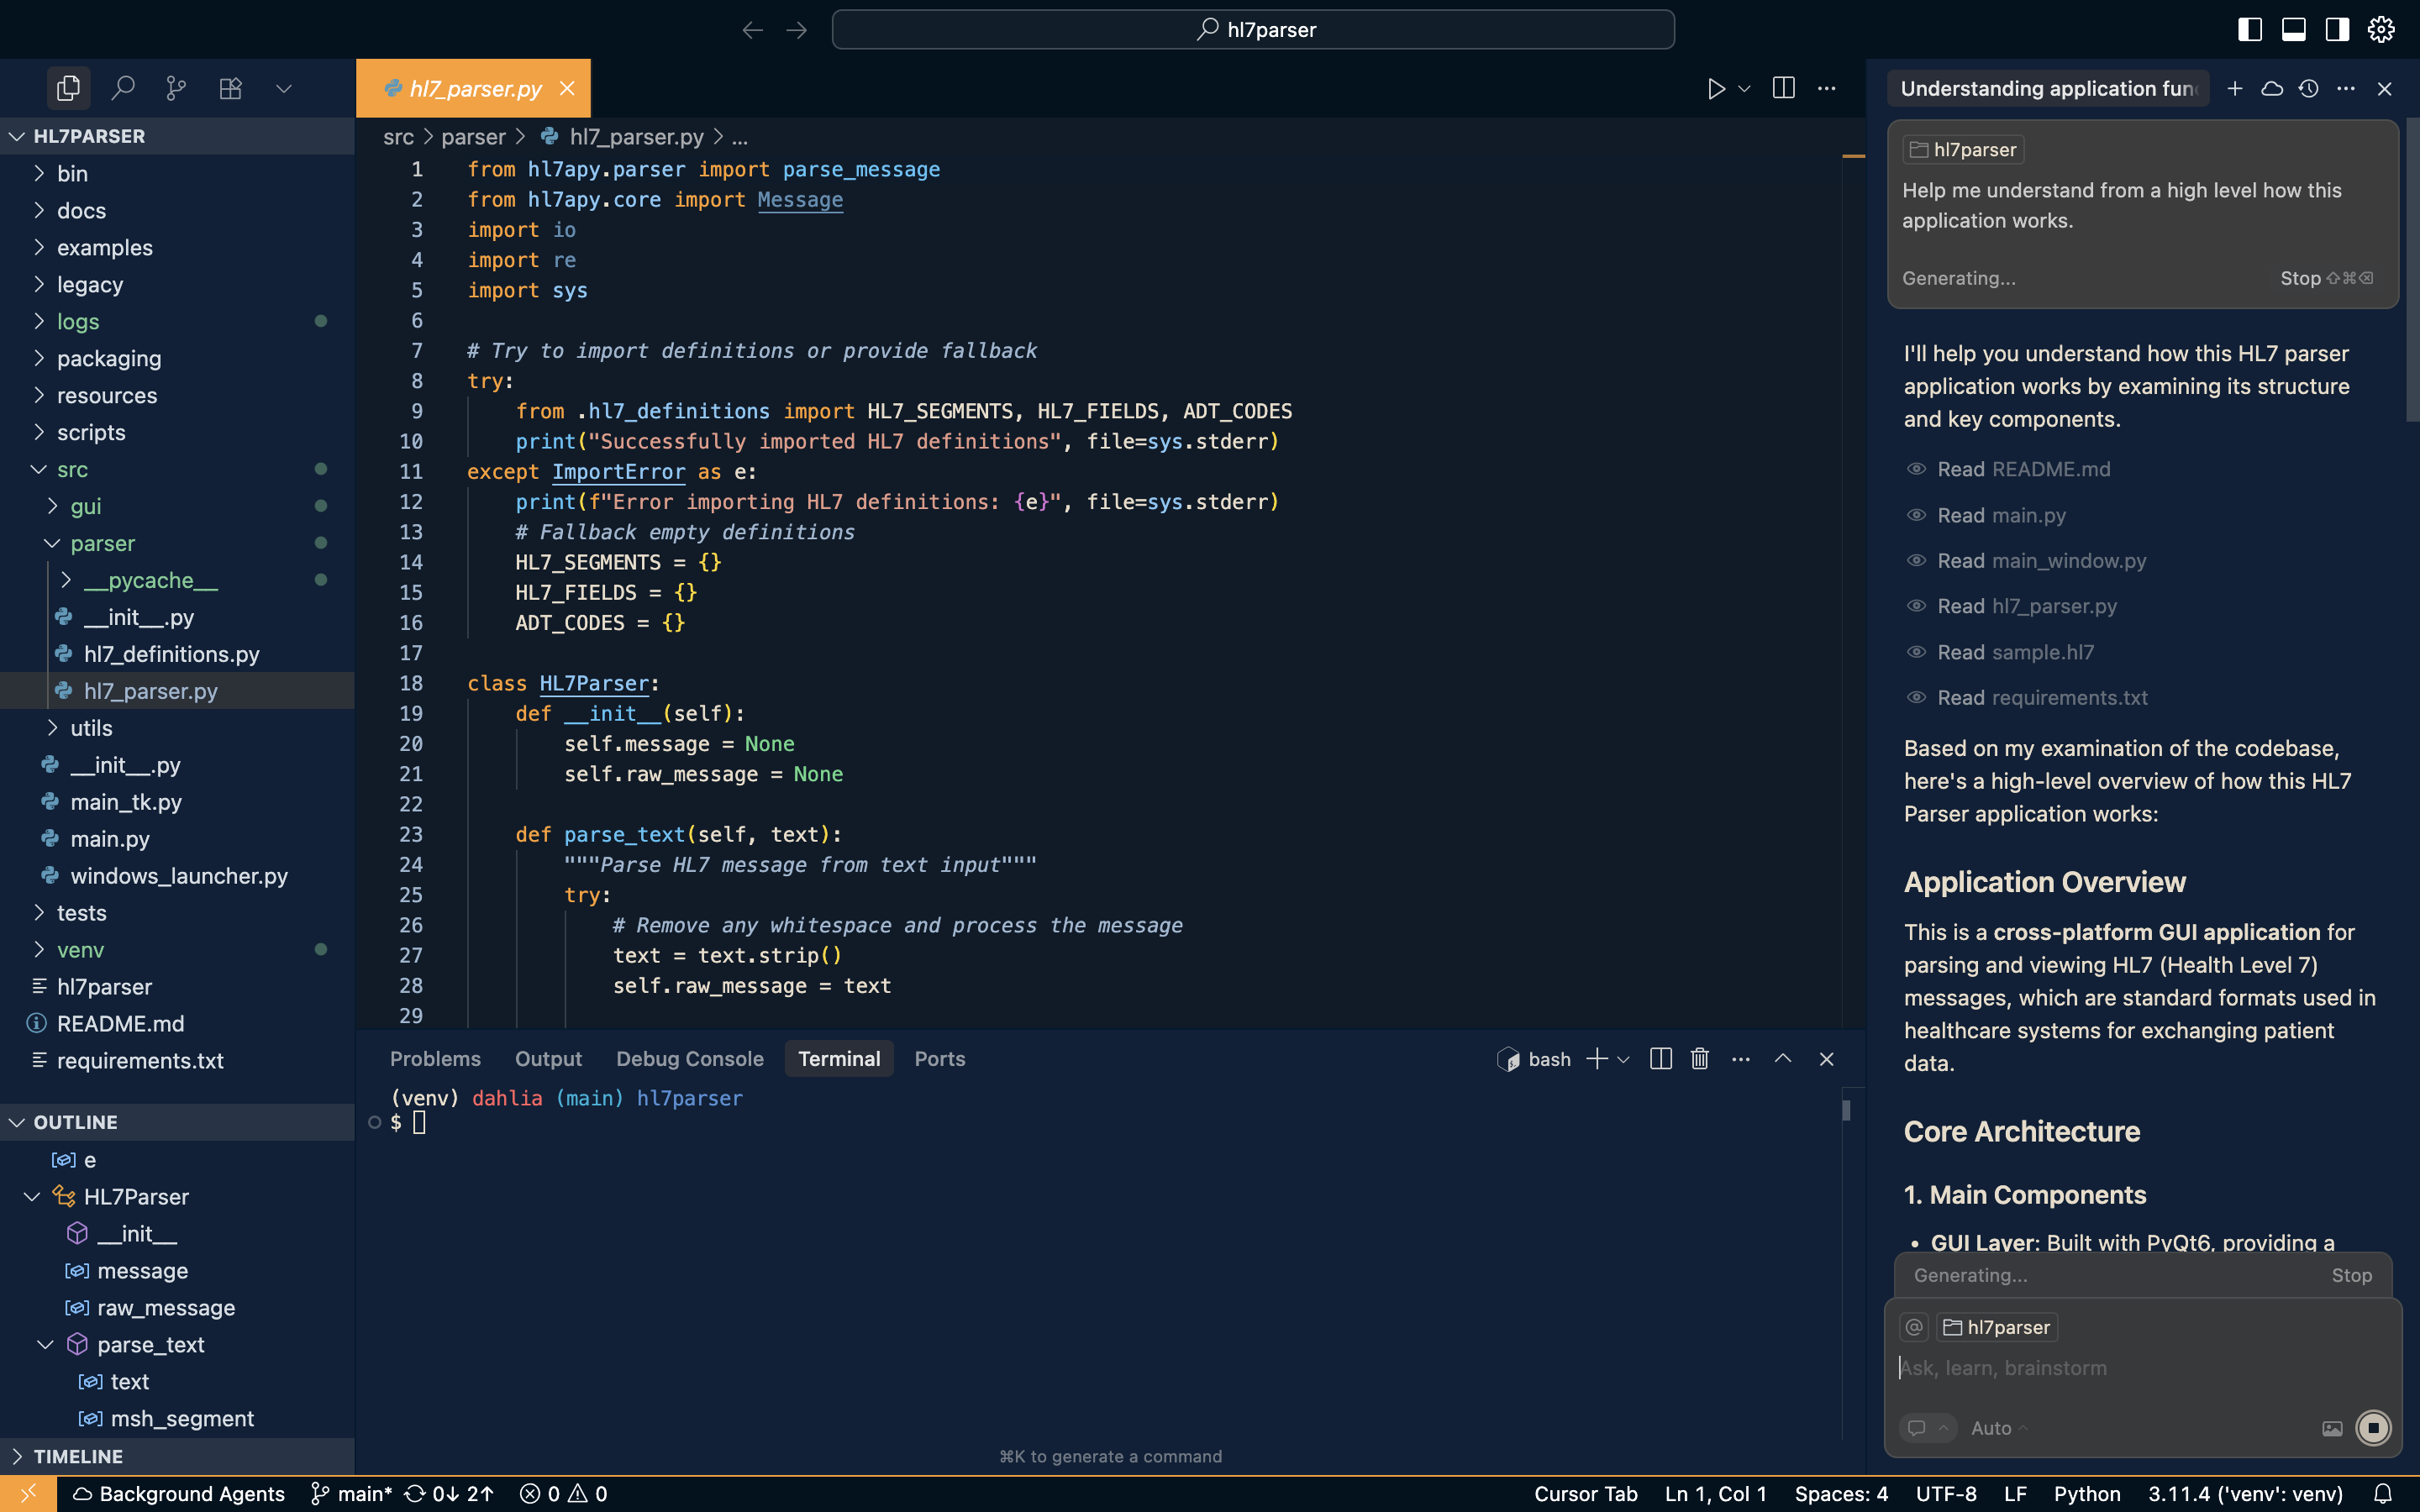 hl7parser
hl7_parser.py
Understanding application fun
HL7PARSER
bin
docs
examples
legacy
logs
packaging
resources
scripts
src
gui
parser
__pycache__
__init__.py
hl7_definitions.py
hl7_parser.py
utils
__init__.py
main_tk.py
main.py
windows_launcher.py
tests
venv
hl7parser
README.md
requirements.txt
OUTLINE
e
HL7Parser
__init__
message
raw_message
parse_text
text
msh_segment
TIMELINE
src > parser > hl7_parser.py > ...
1 from hl7apy.parser import parse_message
2 from hl7apy.core import Message
3 import io
4 import re
5 import sys
6
7 # Try to import definitions or provide fallback
8 try:
9 from .hl7_definitions import HL7_SEGMENTS, HL7_FIELDS, ADT_CODES
10 print("Successfully imported HL7 definitions", file=sys.stderr)
11 except ImportError as e:
12 print(f"Error importing HL7 definitions: {e}", file=sys.stderr)
13 # Fallback empty definitions
14 HL7_SEGMENTS = {}
15 HL7_FIELDS = {}
16 ADT_CODES = {}
17
18 class HL7Parser:
19 def __init__(self):
20 self.message = None
21 self.raw_message = None
22
23 def parse_text(self, text):
24 """Parse HL7 message from text input"""
25 try:
26 # Remove any whitespace and process the message
27 text = text.strip()
28 self.raw_message = text
29
Problems Output Debug Console Terminal Ports
bash
(venv) dahlia (main) hl7parser
$
⌘K to generate a command
hl7parser
Help me understand from a high level how this
application works.
Generating...
Stop ⇧⌘⌫
I'll help you understand how this HL7 parser
application works by examining its structure
and key components.
Read README.md
Read main.py
Read main_window.py
Read hl7_parser.py
Read sample.hl7
Read requirements.txt
Based on my examination of the codebase,
here's a high-level overview of how this HL7
Parser application works:
Application Overview
This is a cross-platform GUI application for
parsing and viewing HL7 (Health Level 7)
messages, which are standard formats used in
healthcare systems for exchanging patient
data.
Core Architecture
1. Main Components
• GUI Layer: Built with PyQt6, providing a
Generating...
Stop
@ hl7parser
Ask, learn, brainstorm
Auto
Background Agents main* 0↓ 2↑ 0 0
Cursor Tab Ln 1, Col 1 Spaces: 4 UTF-8 LF Python 3.11.4 ('venv': venv)